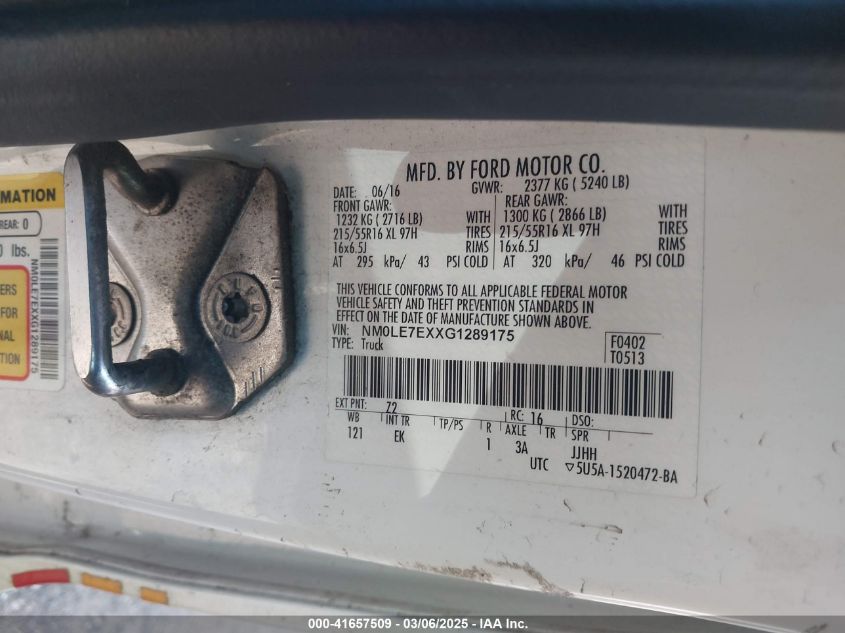 RMATION
REAR: 0
0 lbs.
ERS
FOR
INAL
NM0LE7EXXG1289175
MFD. BY FORD MOTOR CO.
DATE: 06/16 GVWR: 2377 KG ( 5240 LB)
FRONT GAWR: REAR GAWR:
1232 KG ( 2716 LB) WITH 1300 KG ( 2866 LB) WITH
215/55R16 XL 97H TIRES 215/55R16 XL 97H TIRES
16x6.5J RIMS 16x6.5J RIMS
AT 295 kPa/ 43 PSI COLD AT 320 kPa/ 46 PSI COLD
THIS VEHICLE CONFORMS TO ALL APPLICABLE FEDERAL MOTOR
VEHICLE SAFETY AND THEFT PREVENTION STANDARDS IN
EFFECT ON THE DATE OF MANUFACTURE SHOWN ABOVE.
VIN: NM0LE7EXXG1289175
TYPE: Truck
F0402
T0513
EXT PNT: Z2 RC: 16 DSO:
WB INT TR TP/PS R AXLE TR SPR
121 EK 1 3A JJHH
UTC ▽5U5A-1520472-BA
000-41657509 - 03/06/2025 - IAA Inc.